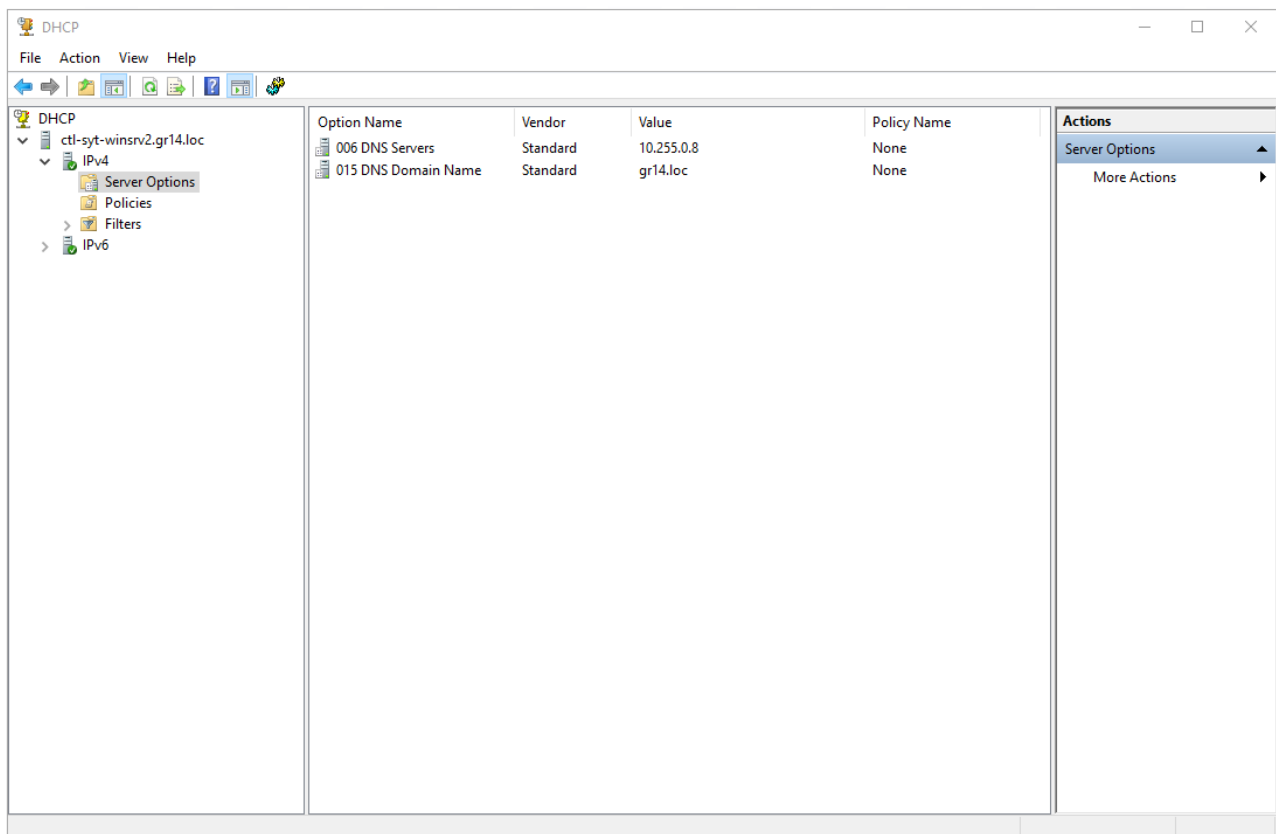 DHCP
File Action View Help
DHCP
ctl-syt-winsrv2.gr14.loc
IPv4
Server Options
Policies
Filters
IPv6
Option Name Vendor Value Policy Name
006 DNS Servers Standard 10.255.0.8 None
015 DNS Domain Name Standard gr14.loc None
Actions
Server Options
More Actions